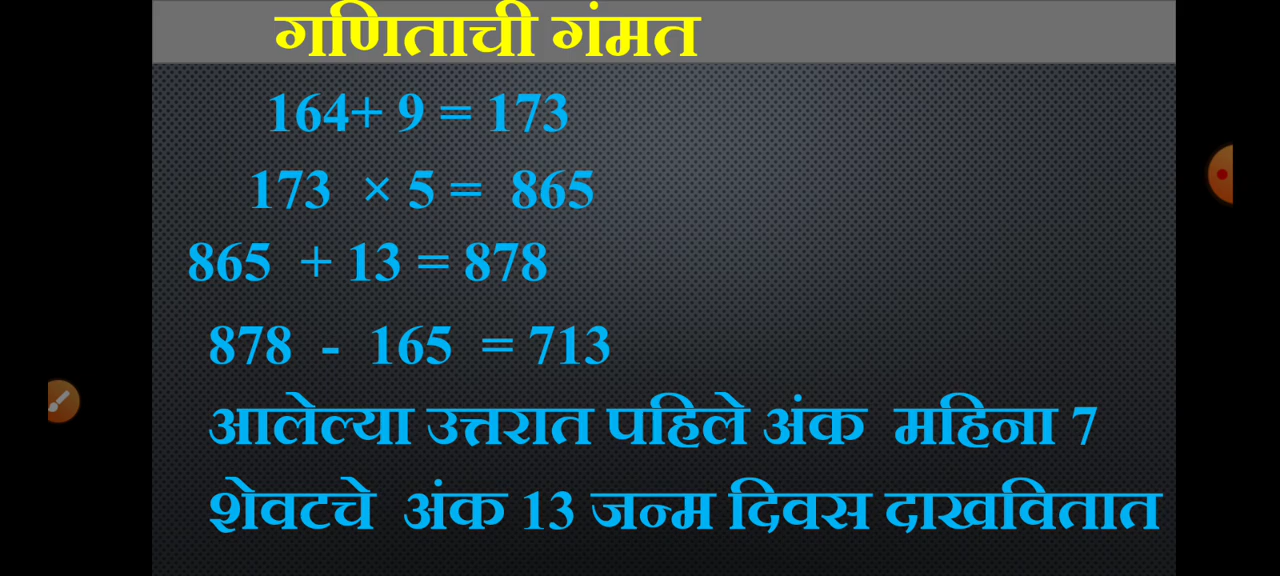 गणिताची गंमत
164+ 9 = 173
173 × 5 = 865
865 + 13 = 878
878 - 165 = 713
आलेल्या उत्तरात पहिले अंक महिना 7
शेवटचे अंक 13 जन्म दिवस दाखवितात